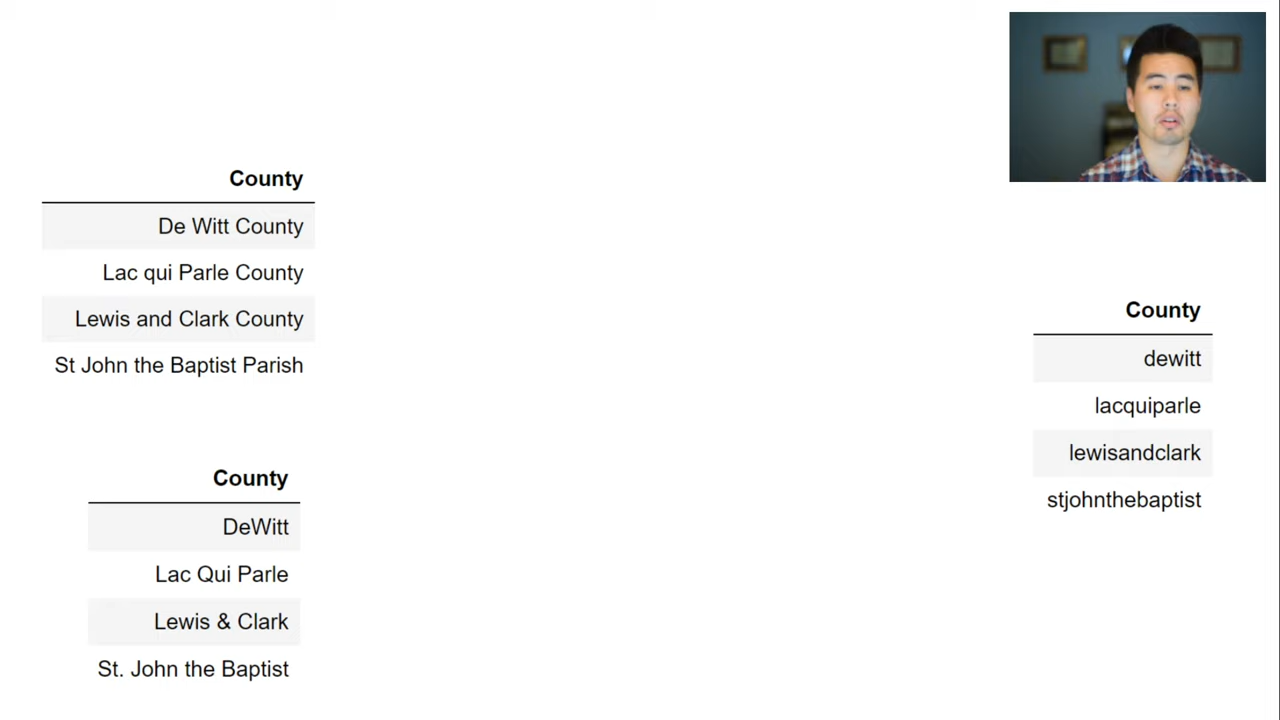 County
De Witt County
Lac qui Parle County
Lewis and Clark County
St John the Baptist Parish
County
DeWitt
Lac Qui Parle
Lewis & Clark
St. John the Baptist
County
dewitt
lacquiparle
lewisandclark
stjohnthebaptist